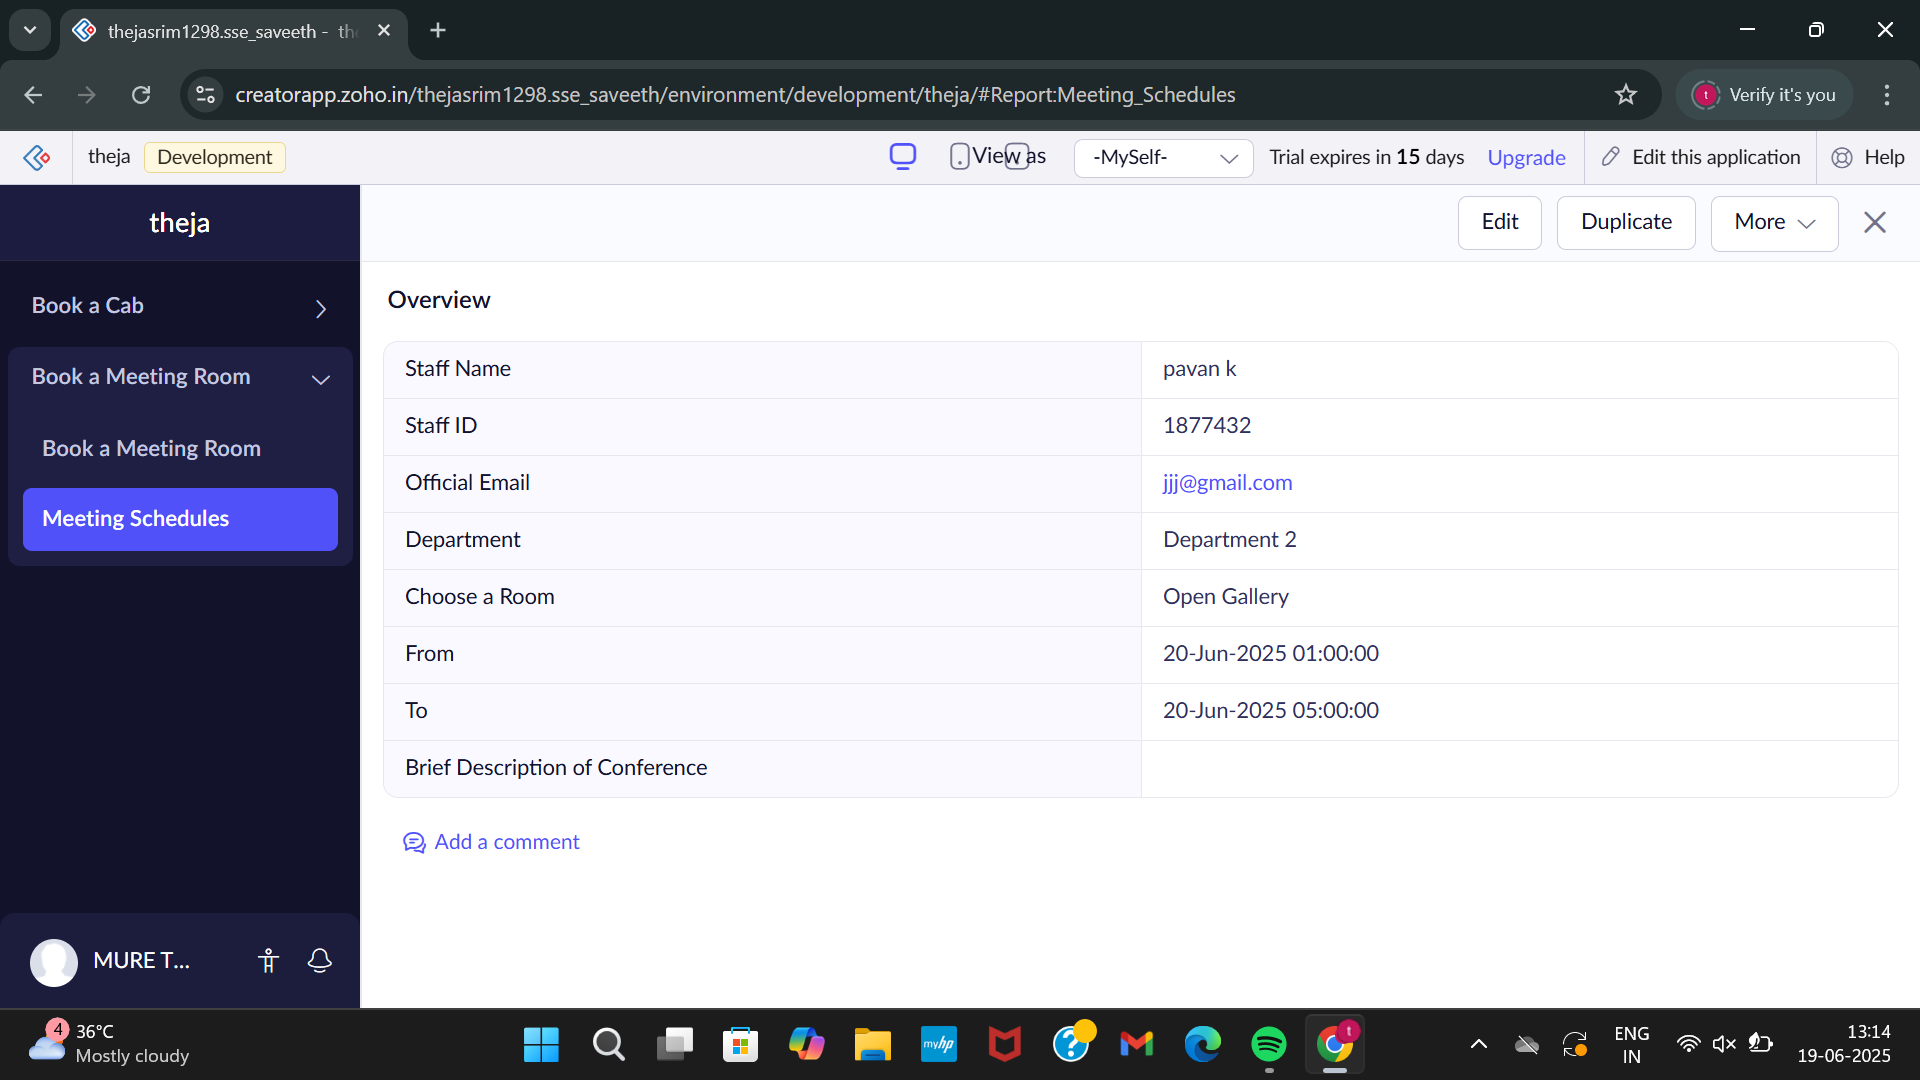 thejasrim1298.sse_saveeth - the
creatorapp.zoho.in/thejasrim1298.sse_saveeth/environment/development/theja/#Report:Meeting_Schedules
t Verify it's you
theja Development View as -MySelf- Trial expires in 15 days Upgrade Edit this application Help
theja
Edit Duplicate More
Book a Cab
Book a Meeting Room
Book a Meeting Room
Meeting Schedules
Overview
Staff Name pavan k
Staff ID 1877432
Official Email jjj@gmail.com
Department Department 2
Choose a Room Open Gallery
From 20-Jun-2025 01:00:00
To 20-Jun-2025 05:00:00
Brief Description of Conference
Add a comment
MURE T...
4 36°C
Mostly cloudy
myhp
t
ENG
IN
13:14
19-06-2025